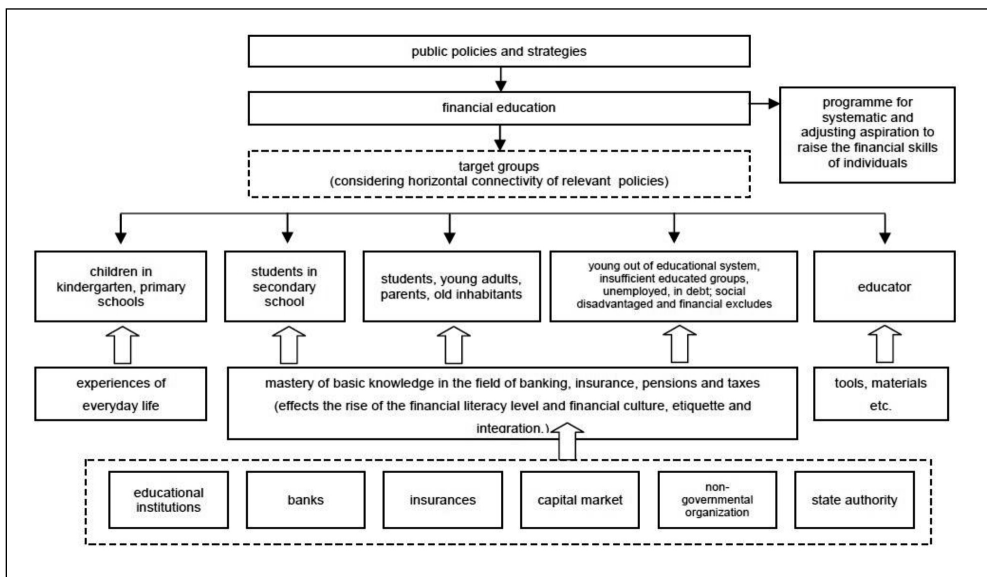 public policies and strategies
financial education
programme for
systematic and
adjusting aspiration to
raise the financial skills
of individuals
target groups
(considering horizontal connectivity of relevant policies)
children in
kindergarten, primary
schools
students in
secondary
school
students, young adults,
parents, old inhabitants
young out of educational system,
insufficient educated groups,
unemployed, in debt; social
disadvantaged and financial excludes
educator
experiences of
everyday life
mastery of basic knowledge in the field of banking, insurance, pensions and taxes
(effects the rise of the financial literacy level and financial culture, etiquette and
integration.)
tools, materials
etc.
educational
institutions
banks
insurances
capital market
non-
governmental
organization
state authority